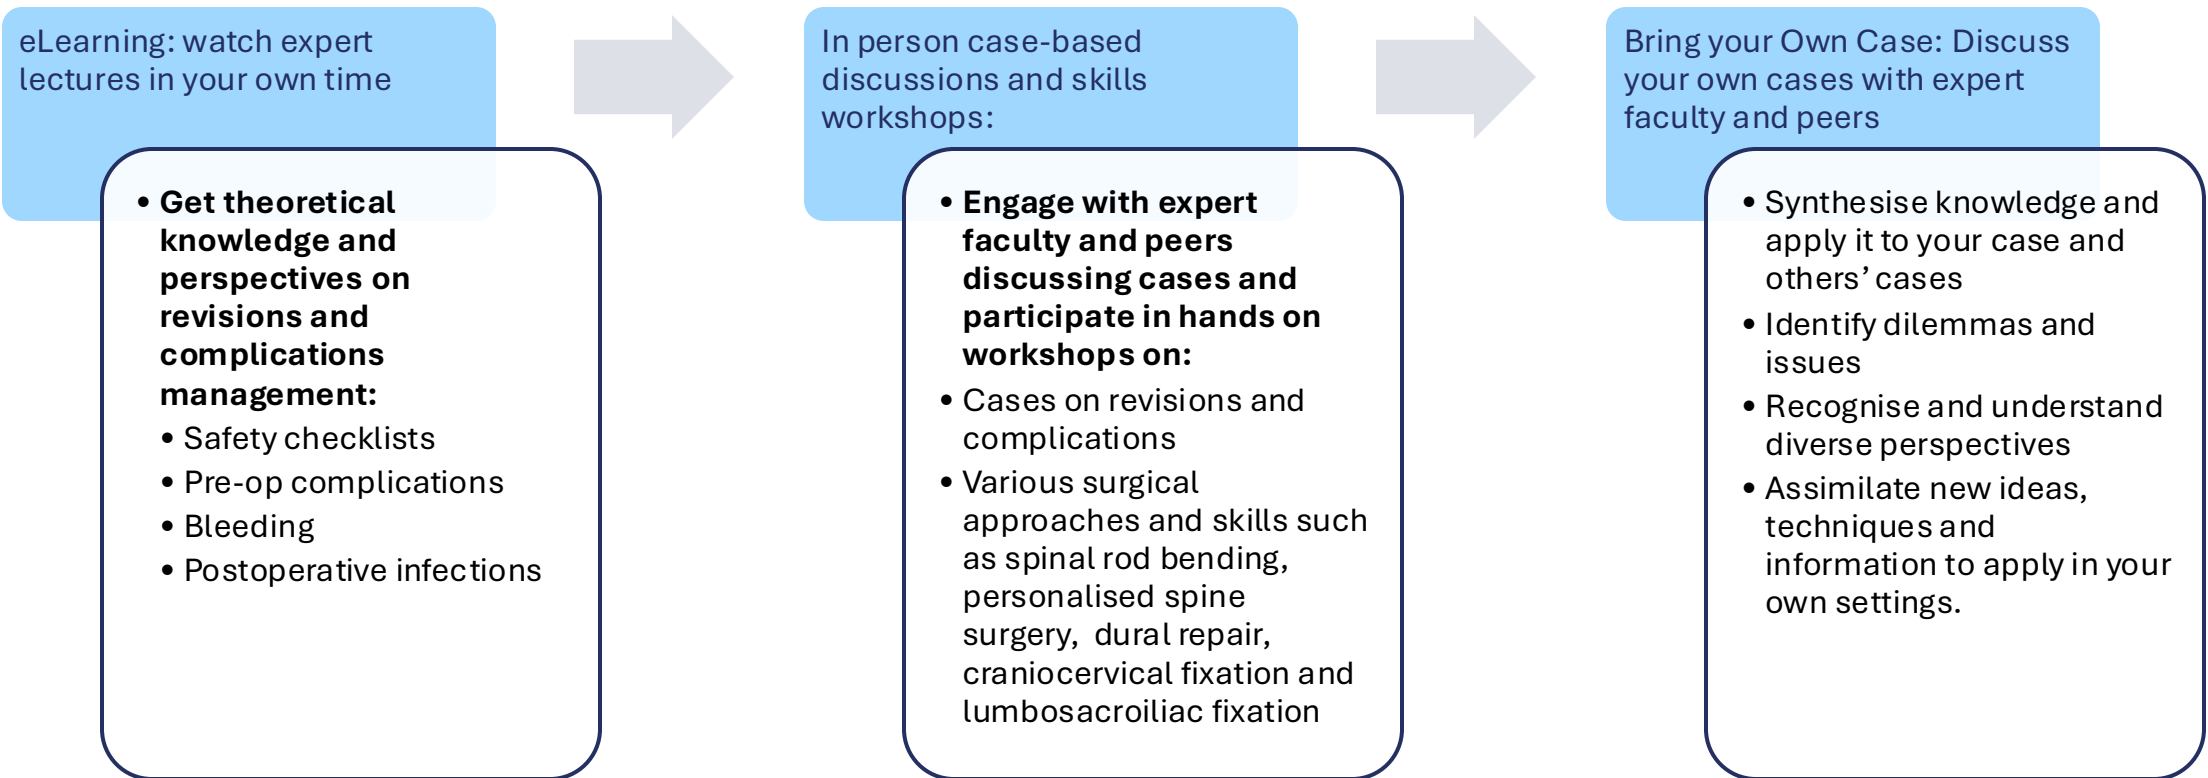 eLearning: watch expert
lectures in your own time
• Get theoretical
knowledge and
perspectives on
revisions and
complications
management:
• Safety checklists
• Pre-op complications
• Bleeding
• Postoperative infections
In person case-based
discussions and skills
workshops:
• Engage with expert
faculty and peers
discussing cases and
participate in hands on
workshops on:
• Cases on revisions and
complications
• Various surgical
approaches and skills such
as spinal rod bending,
personalised spine
surgery, dural repair,
craniocervical fixation and
lumbosacroiliac fixation
Bring your Own Case: Discuss
your own cases with expert
faculty and peers
• Synthesise knowledge and
apply it to your case and
others’ cases
• Identify dilemmas and
issues
• Recognise and understand
diverse perspectives
• Assimilate new ideas,
techniques and
information to apply in your
own settings.